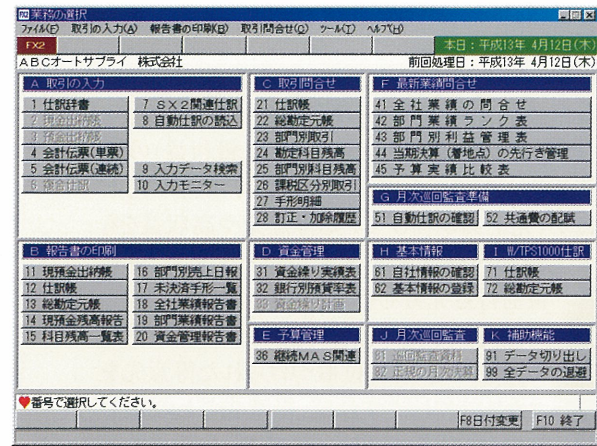 業務の選択
ファイル(F) 取引の入力(A) 報告書の印刷(B) 取引問合せ(C) ツール(T) ヘルプ(H)
FX2
本日：平成13年 4月12日(木)
ABCオートサプライ 株式会社
前回処理日：平成13年 4月12日(木)
A 取引の入力
1 仕訳辞書
2 現金出納帳
3 預金出納帳
4 会計伝票(単票)
5 会計伝票(連続)
6 複合仕訳
7 SX2関連仕訳
8 自動仕訳の読込
9 入力データ検索
10 入力モニター
C 取引問合せ
21 仕訳帳
22 総勘定元帳
23 部門別取引
24 勘定科目残高
25 部門別科目残高
26 課税区分別取引
27 手形明細
28 訂正・加除履歴
F 最新業績問合せ
41 全社業績の問合せ
42 部門業績ランク表
43 部門別利益管理表
44 当期決算(着地点)の先行き管理
45 予算実績比較表
G 月次巡回監査準備
51 自動仕訳の確認
52 共通費の配賦
B 報告書の印刷
11 現預金出納帳
12 仕訳帳
13 総勘定元帳
14 現預金残高報告
15 科目残高一覧表
16 部門別売上日報
17 未決済手形一覧
18 全社業績報告書
19 部門業績報告書
20 資金管理報告書
D 資金管理
31 資金繰り実績表
32 銀行別預貸率表
33 資金繰り計画
E 予算管理
36 継続MAS関連
H 基本情報
61 自社情報の確認
62 基本情報の登録
I W/TPS1000仕訳
71 仕訳帳
72 総勘定元帳
J 月次巡回監査
81 巡回監査資料
82 正規の月次決算
K 補助機能
91 データ切り出し
99 全データの退避
♥番号で選択してください。
F8日付変更
F10 終了